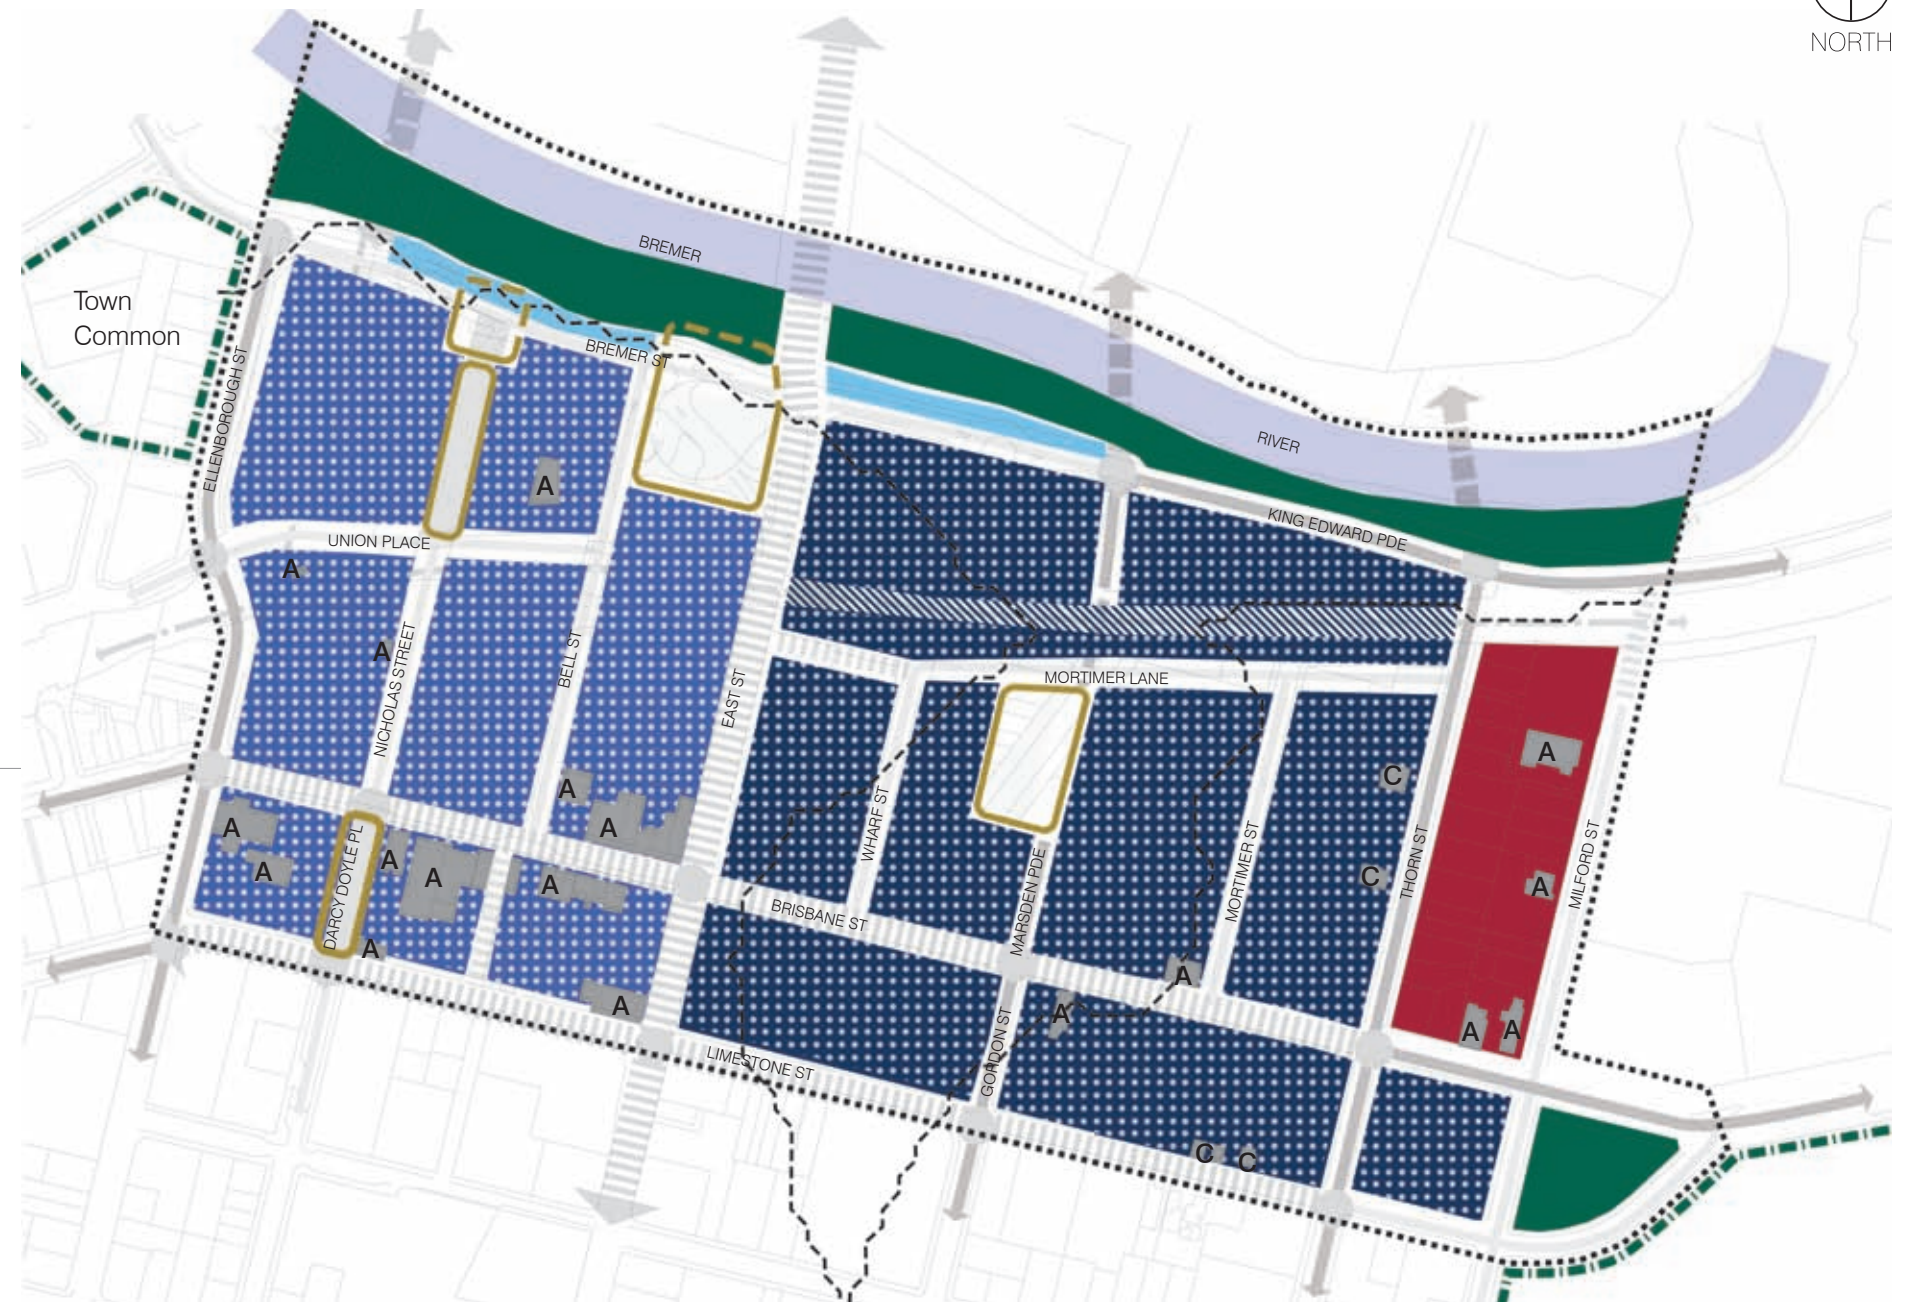 NORTH
BREMER
Town
Common
BREMER ST
ELLENBOROUGH ST
RIVER
A
KING EDWARD PDE
UNION PLACE
A
A
NICHOLAS STREET
BELL ST
EAST ST
MORTIMER LANE
A
C
A
A
A
DARCY DOYLE PL
A
WHARF ST
MORTIMER ST
THORN ST
MILFORD ST
A
A
A
C
A
BRISBANE ST
MARSDEN PDE
A
A
A
A
GORDON ST
A
A
LIMESTONE ST
C
C